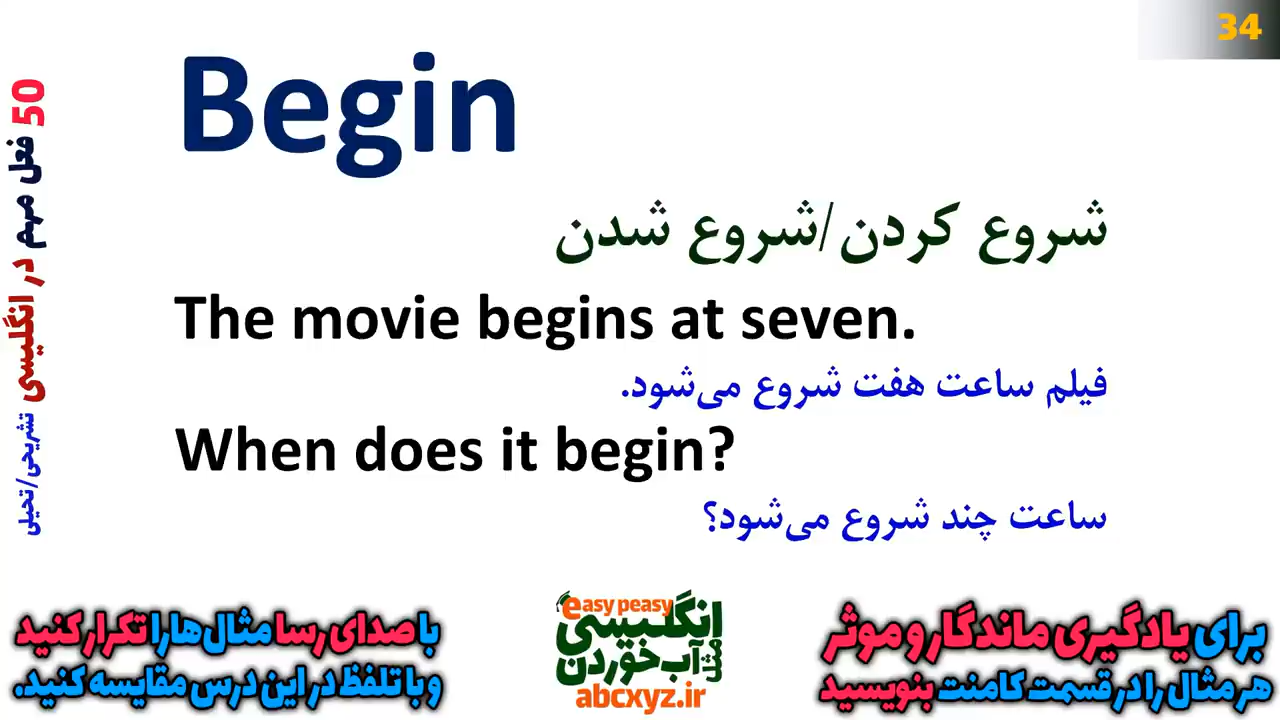 34
Begin
شروع کردن/شروع شدن
The movie begins at seven.
فیلم ساعت هفت شروع می‌شود.
When does it begin?
ساعت چند شروع می‌شود؟
50 فعل مهم در انگلیسی تشریحی/تحیلی
برای یادگیری ماندگار و موثر
هر مثال را در قسمت کامنت بنویسید
easy peasy
انگلیسی
مثل
آب خوردن
abcxyz.ir
با صدای رسا مثال‌ها را تکرار کنید
و با تلفظ در این درس مقایسه کنید.